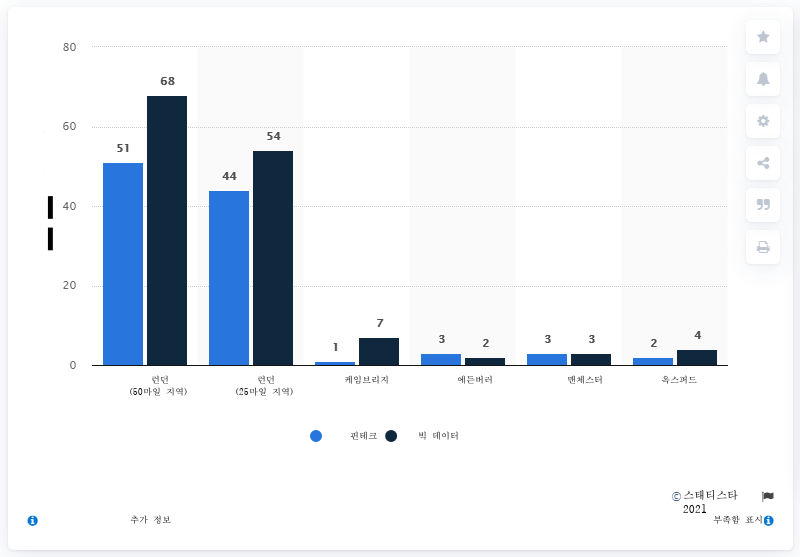 80
68
54
60
51
44
40
20
7
1
3
2
3
3
2
4
0
런던
(50마일 지역)
런던
(25마일 지역)
케임브리지
에든버러
맨체스터
옥스퍼드
핀테크
빅 데이터
© 스태티스타
2021
추가 정보
부족함 표시